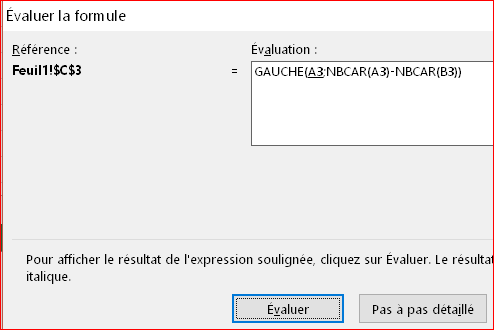 Évaluer la formule
Référence :
Évaluation :
Feuil1!$C$3
=
GAUCHE(A3;NBCAR(A3)-NBCAR(B3))
Pour afficher le résultat de l'expression soulignée, cliquez sur Évaluer. Le résulta
italique.
Évaluer
Pas à pas détaillé